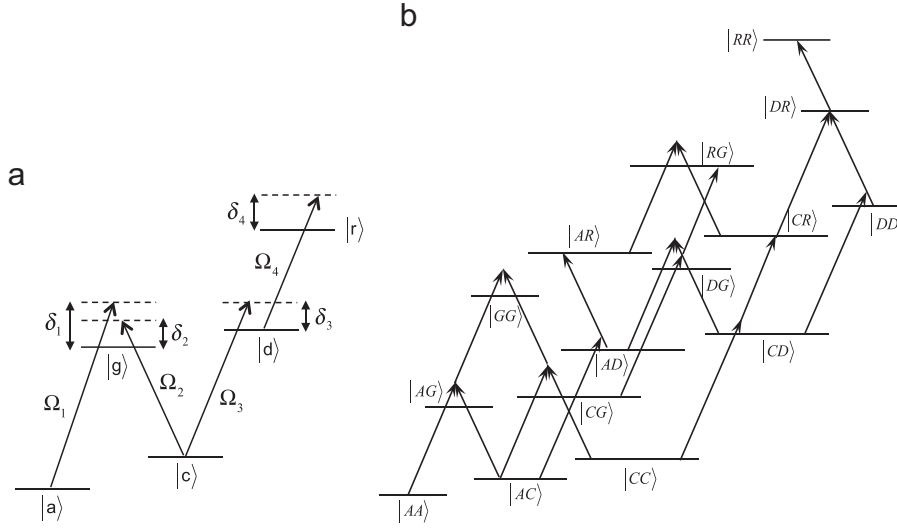 a
δ₁
δ₂
δ₃
δ₄
Ω₁
Ω₂
Ω₃
Ω₄
|a⟩
|g⟩
|c⟩
|d⟩
|r⟩
b
|RR⟩
|DR⟩
|RG⟩
|CR⟩
|DD
|AR⟩
|DG⟩
|GG⟩
|AD⟩
|CD⟩
|AG⟩
|CG⟩
|AC⟩
|CC⟩
|AA⟩